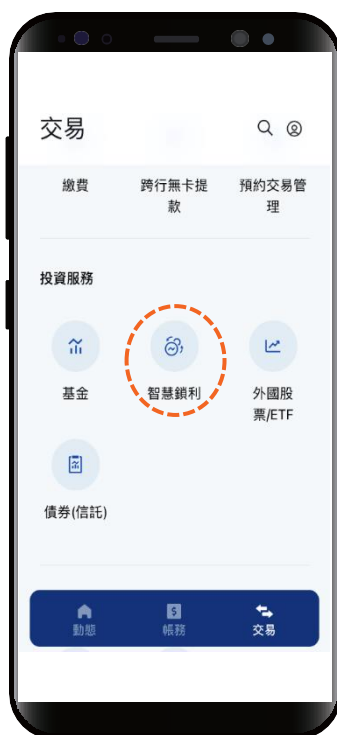 交易
繳費 跨行無卡提 預約交易管
款 理
投資服務
基金 智慧鎖利 外國股
票/ETF
債券(信託)
動態 帳務 交易